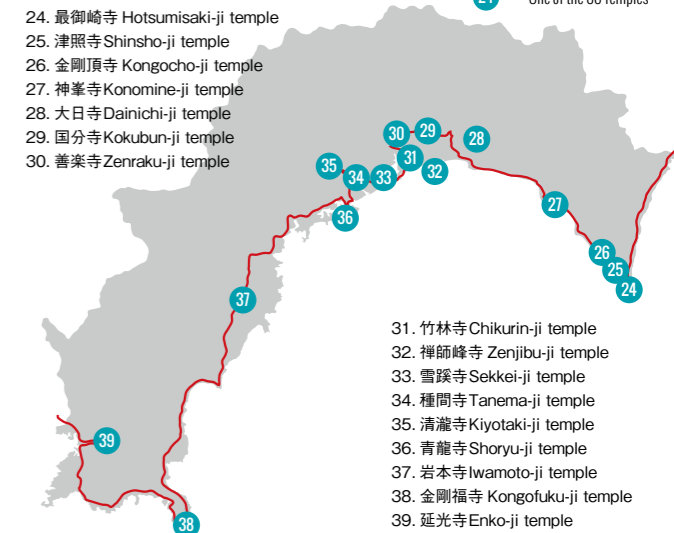 24. 最御崎寺 Hotsumisaki-ji temple
25. 津照寺Shinsho-ji temple
26. 金剛頂寺 Kongocho-ji temple
27. 神峯寺Konomine-ji temple
28. 大日寺Dainichi-ji temple
29. 国分寺Kokubun-ji temple
30. 善楽寺Zenraku-ji temple
30
29
28
31
35
34
33
32
27
36
26
25
24
37
31. 竹林寺Chikurin-ji temple
32. 禅師峰寺 Zenjibu-ji temple
33. 雪蹊寺Sekkei-ji temple
34. 種間寺Tanema-ji temple
35. 清瀧寺Kiyotaki-ji temple
36. 青龍寺Shoryu-ji temple
37. 岩本寺Iwamoto-ji temple
38. 金剛福寺 Kongofuku-ji temple
39. 延光寺Enko-ji temple
39
38